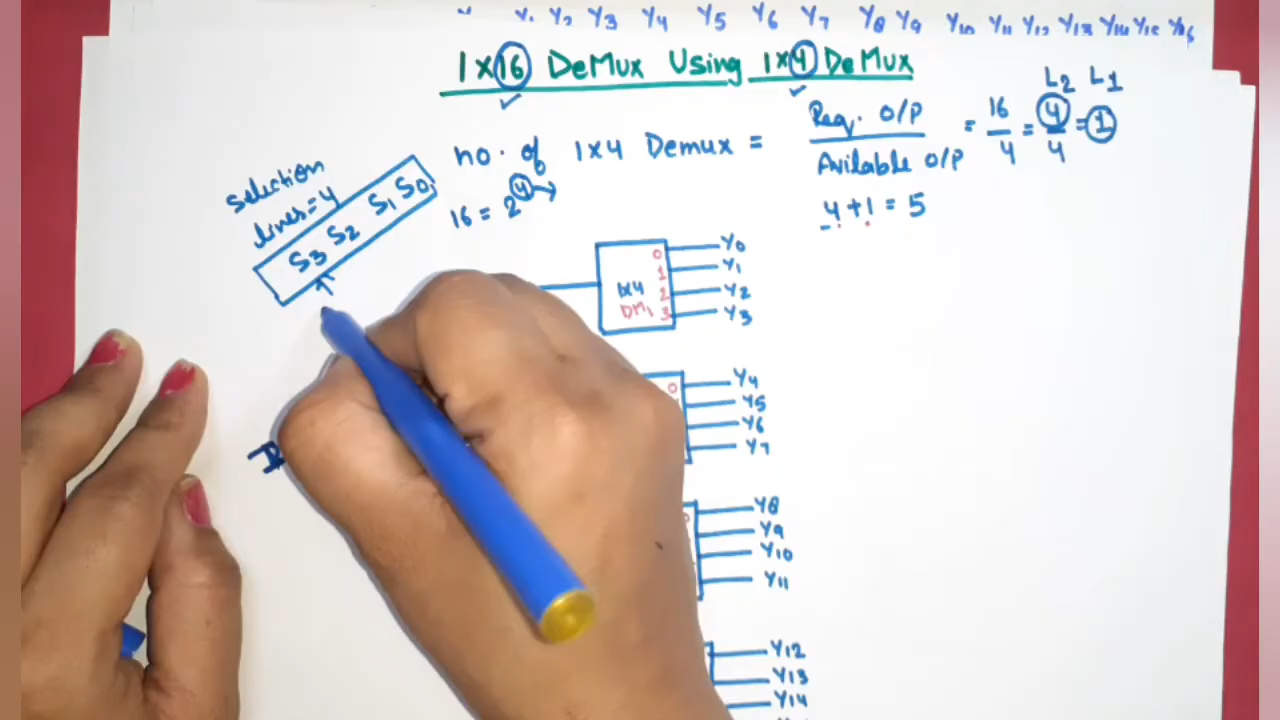 Y1 Y2 Y3 Y4 Y5 Y6 Y7 Y8 Y9 Y10 Y11 Y12 Y13 Y14 Y15
1x16 DeMux Using 1x4 DeMux
L2 L1
no. of 1x4 Demux = Req. O/P / Avilable O/P = 16/4 = 4/4 = 1
4+1 = 5
16 = 2^4 →
selection
lines=4
S3 S2 S1 S0
1x4
DM1
0 Y0
1 Y1
2 Y2
3 Y3
0 Y4
Y5
Y6
Y7
Y8
Y9
Y10
Y11
Y12
Y13
Y14